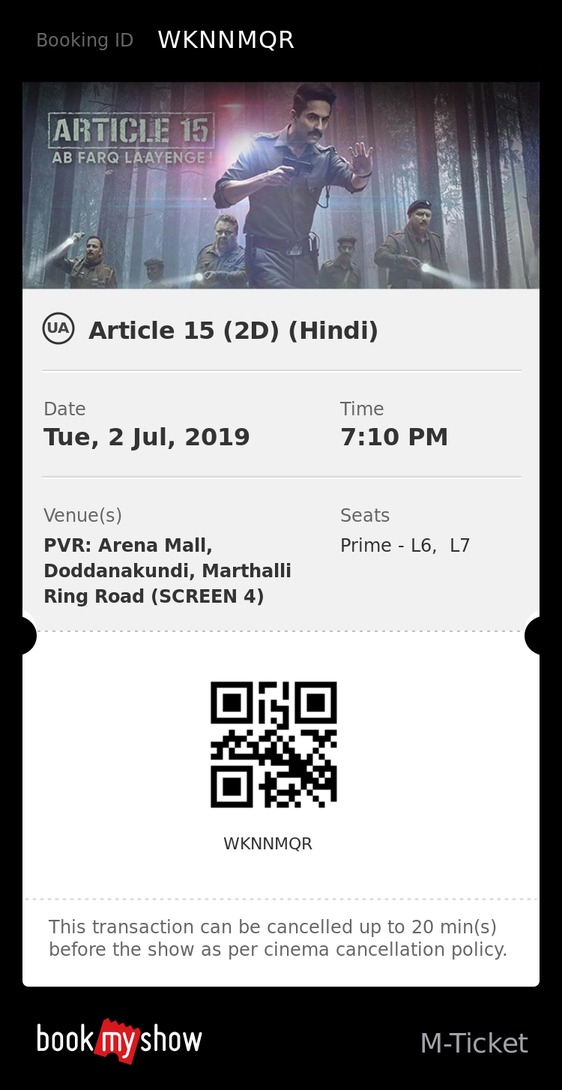 Booking ID WKNNMQR
ARTICLE 15
AB FARQ LAAYENGE!
UA Article 15 (2D) (Hindi)
Date Time
Tue, 2 Jul, 2019 7:10 PM
Venue(s) Seats
PVR: Arena Mall, Prime - L6, L7
Doddanakundi, Marthalli
Ring Road (SCREEN 4)
WKNNMQR
This transaction can be cancelled up to 20 min(s)
before the show as per cinema cancellation policy.
book my show M-Ticket